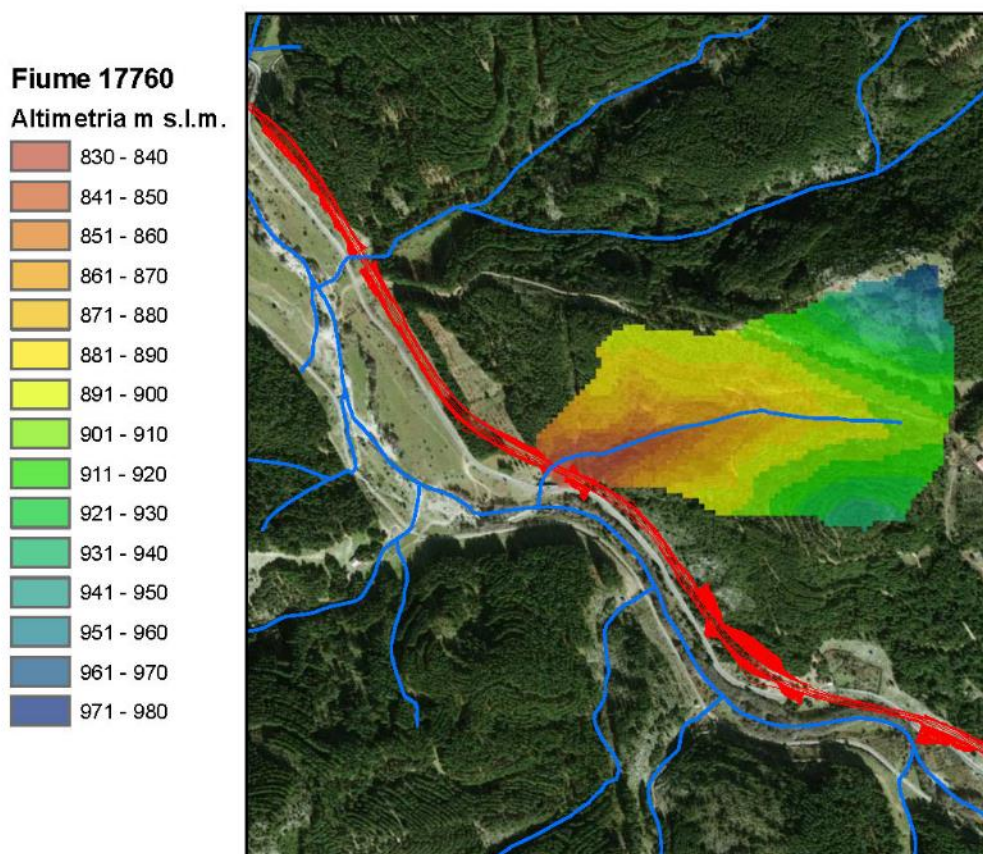 Fiume 17760
Altimetria m s.l.m.
830 - 840
841 - 850
851 - 860
861 - 870
871 - 880
881 - 890
891 - 900
901 - 910
911 - 920
921 - 930
931 - 940
941 - 950
951 - 960
961 - 970
971 - 980